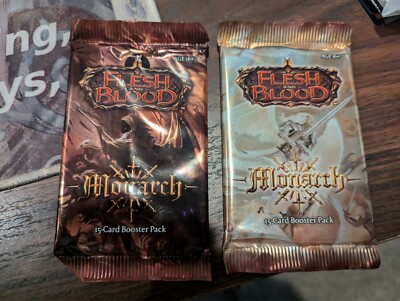 ng,
ys,
FLESH
AND
BLOOD
Monarch
15-Card Booster Pack
FLESH
AND
BLOOD
Monarch
15-Card Booster Pack